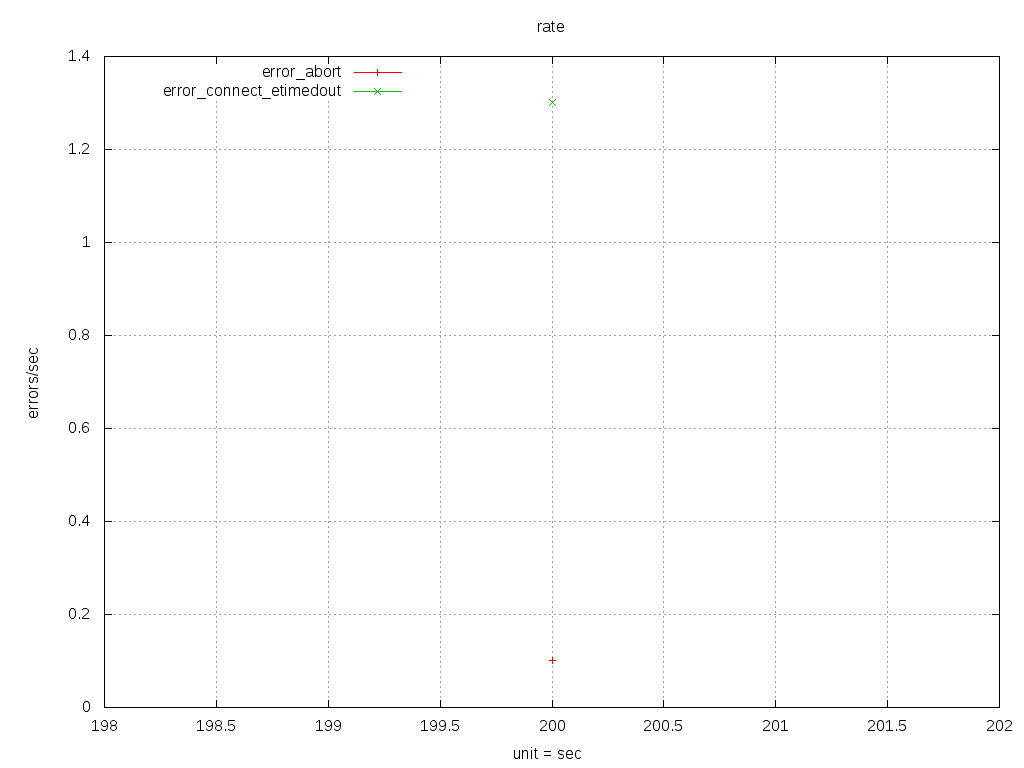 rate
1.4
error_abort
error_connect_etimedout
1.2
1
0.8
errors/sec
0.6
0.4
0.2
0
198 198.5 199 199.5 200 200.5 201 201.5 202
unit = sec